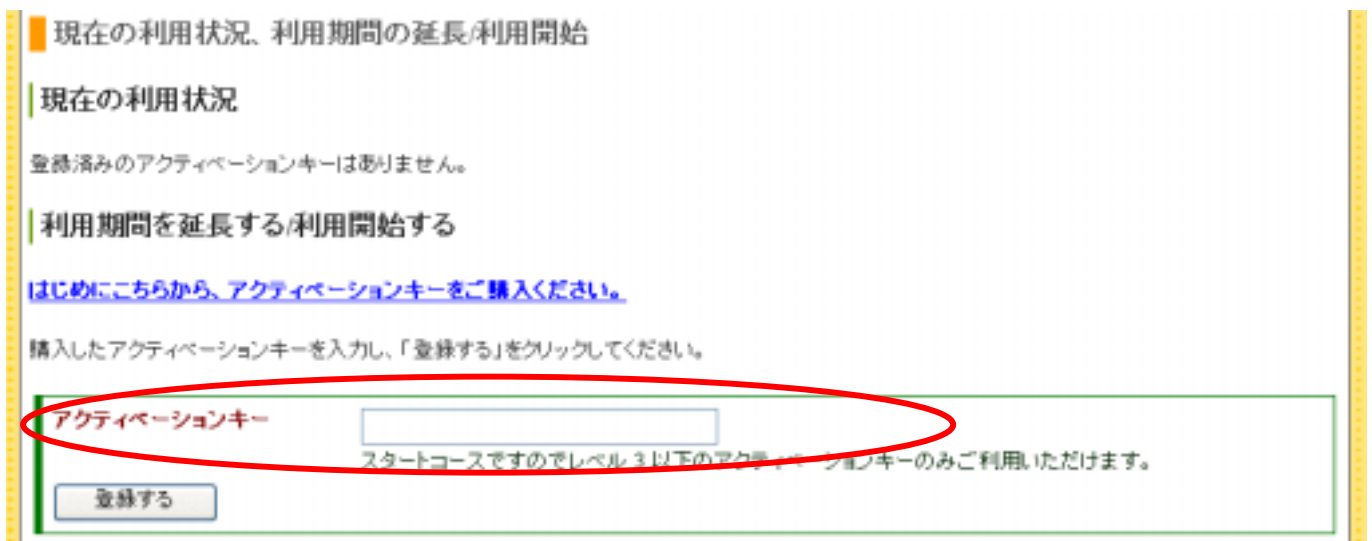 現在の利用状況、利用期間の延長/利用開始
現在の利用状況
登録済みのアクティベーションキーはありません。
利用期間を延長する/利用開始する
はじめにこちらから、アクティベーションキーをご購入ください。
購入したアクティベーションキーを入力し、「登録する」をクリックしてください。
アクティベーションキー
スタートコースですのでレベル 3 以下のアクティベーションキーのみご利用いただけます。
登録する